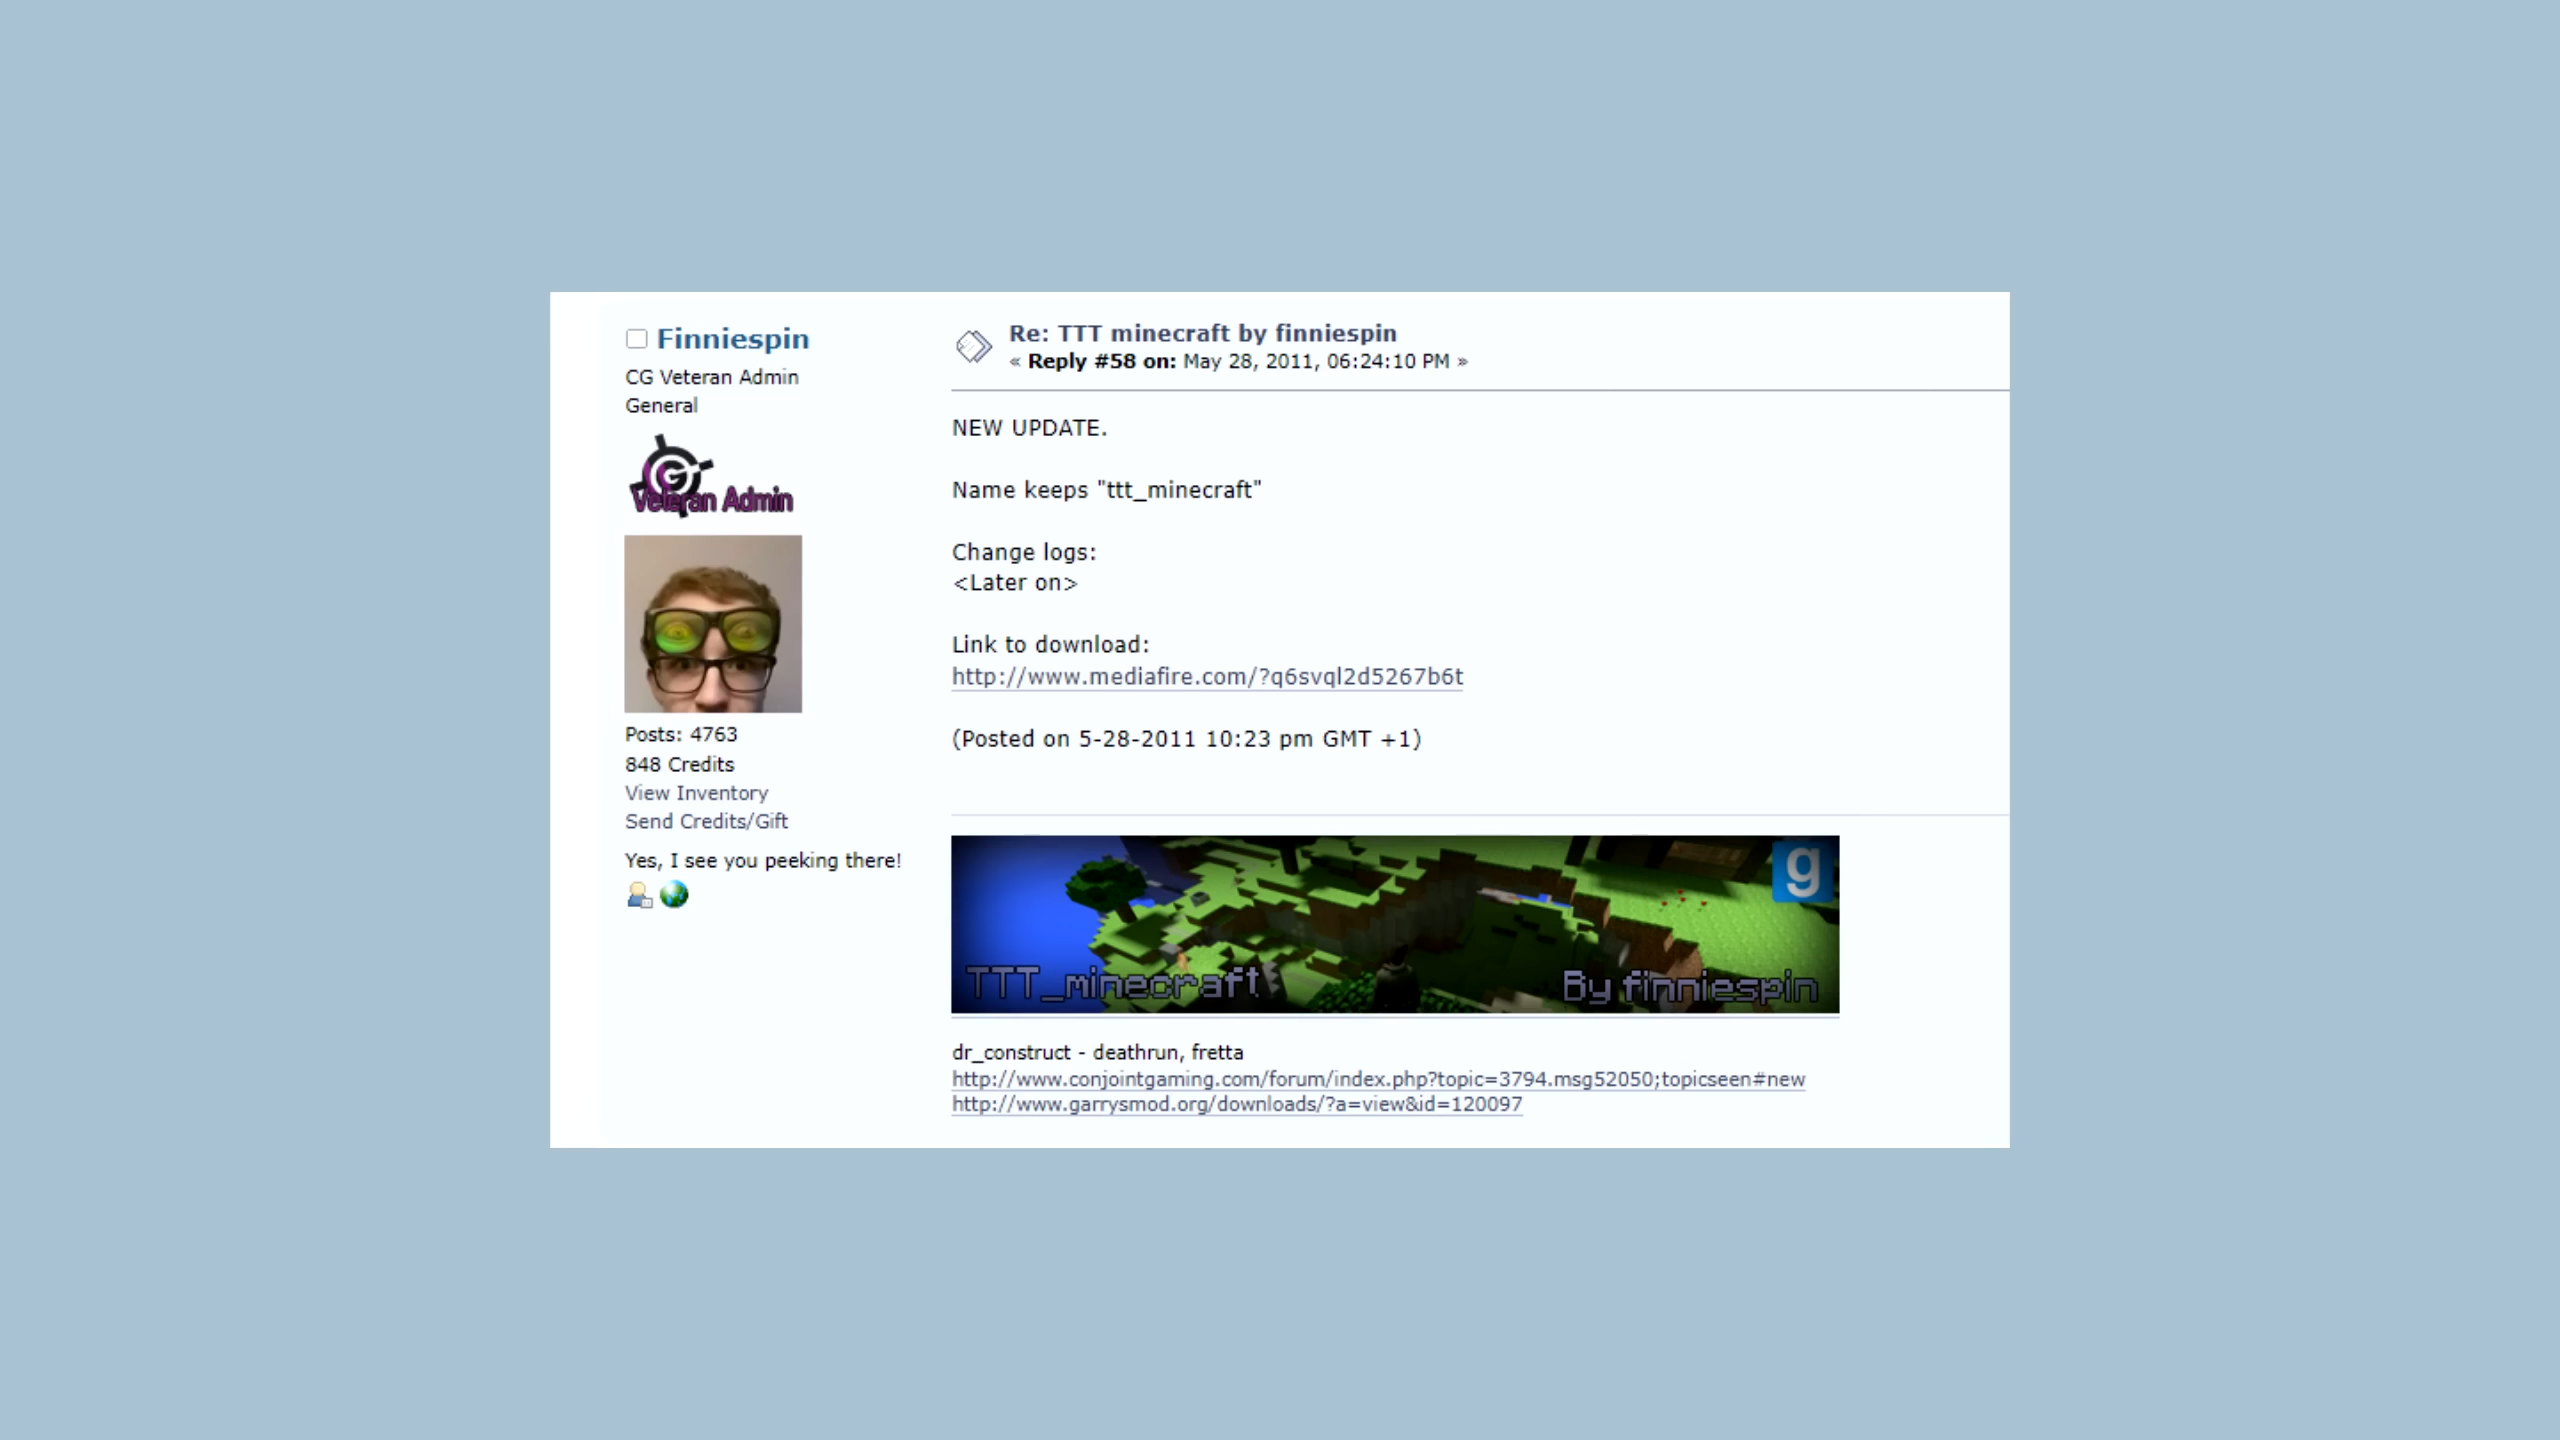 Finniespin
CG Veteran Admin
General
Veteran Admin
Posts: 4763
848 Credits
View Inventory
Send Credits/Gift
Yes, I see you peeking there!
Re: TTT minecraft by finniespin
« Reply #58 on: May 28, 2011, 06:24:10 PM »
NEW UPDATE.
Name keeps "ttt_minecraft"
Change logs:
<Later on>
Link to download:
http://www.mediafire.com/?q6svql2d5267b6t
(Posted on 5-28-2011 10:23 pm GMT +1)
g
TTT_minecraft
By finniespin
dr_construct - deathrun, fretta
http://www.conjointgaming.com/forum/index.php?topic=3794.msg52050;topicseen#new
http://www.garrysmod.org/downloads/?a=view&id=120097